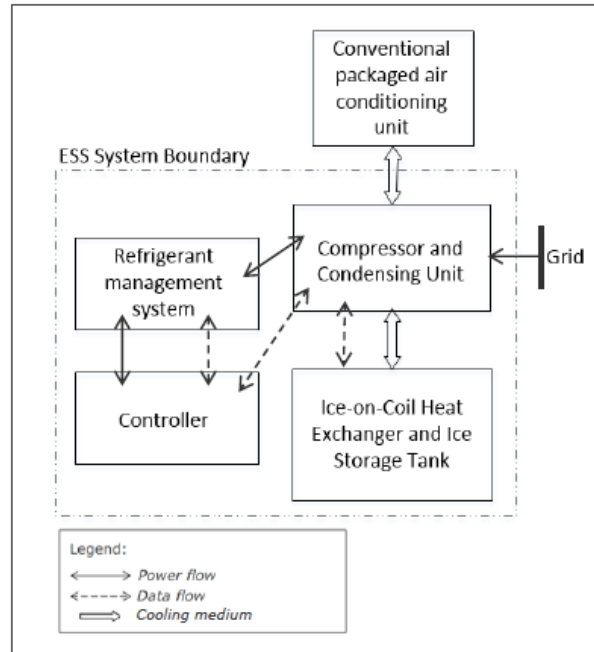 Conventional
packaged air
conditioning
unit
ESS System Boundary
Refrigerant
management
system
Compressor and
Condensing Unit
Grid
Controller
Ice-on-Coil Heat
Exchanger and Ice
Storage Tank
Legend:
Power flow
Data flow
Cooling medium